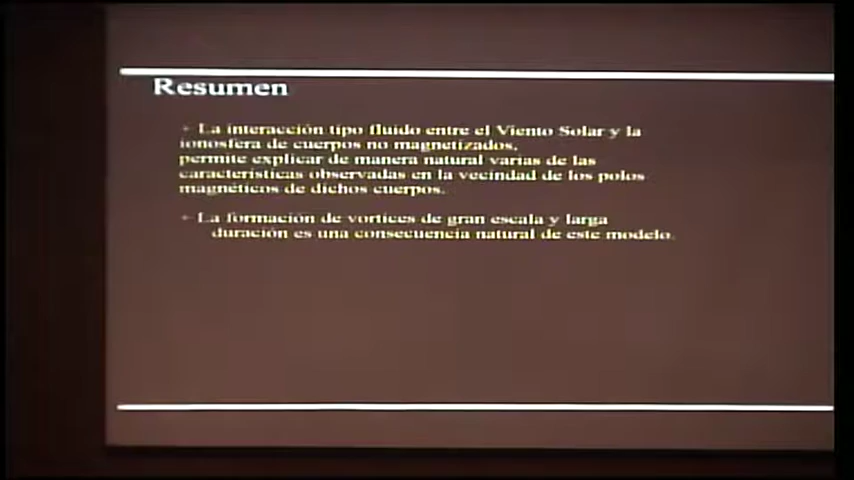 Resumen
- La interacción tipo fluido entre el Viento Solar y la
ionosfera de cuerpos no magnetizados,
permite explicar de manera natural varias de las
características observadas en la vecindad de los polos
magnéticos de dichos cuerpos.
- La formación de vortices de gran escala y larga
duración es una consecuencia natural de este modelo.